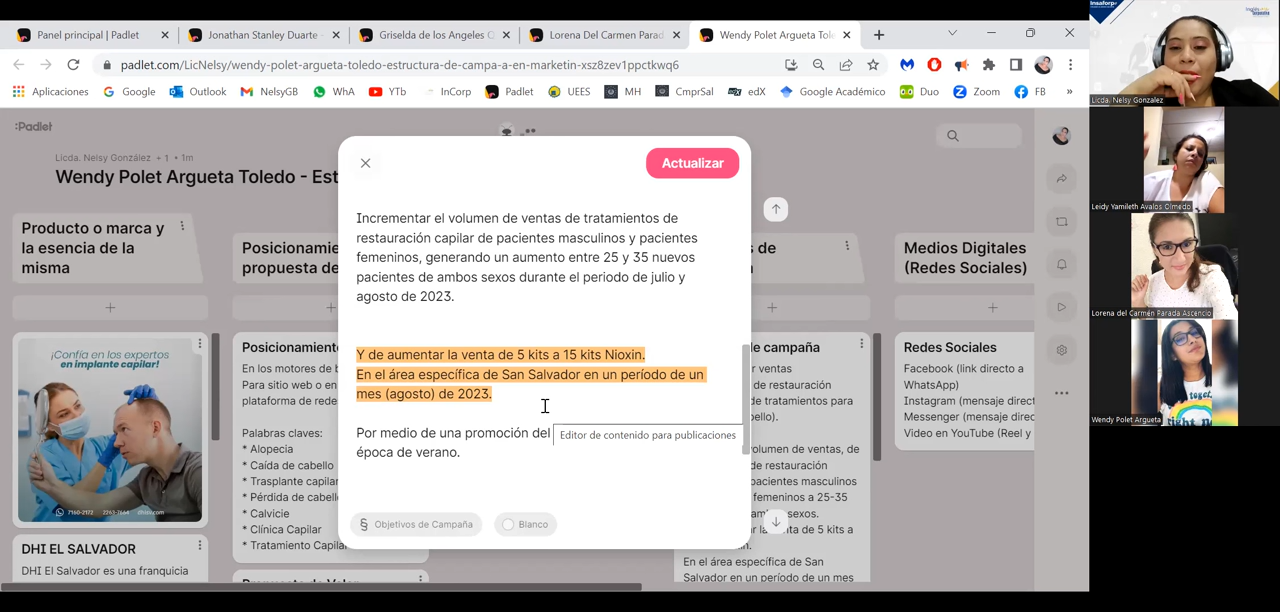 Panel principal | Padlet
Jonathan Stanley Duarte -
Griselda de los Angeles
Lorena Del Carmen Parad
Wendy Polet Argueta Tol
padlet.com/LicNelsy/wendy-polet-argueta-toledo-estructura-de-campa-a-en-marketin-xsz8zev1ppctkwq6
Aplicaciones
Google
Outlook
NelsyGB
WhA
YTb
InCorp
Padlet
UEES
MH
CmprSal
edX
Google Académico
Duo
Zoom
FB
»
:Padlet
Licda. Nelsy González + 1 • 1m
Wendy Polet Argueta Toledo - Est
Producto o marca y
la esencia de la
misma
Posicionamie
propuesta de
s de
a
Medios Digitales
(Redes Sociales)
¡Confía en los expertos
en implante capilar!
DHI EL SALVADOR
DHI El Salvador es una franquicia
Posicionamient
En los motores de b
Para sitio web o en
plataforma de rede
Palabras claves:
* Alopecia
* Caída de cabello
* Trasplante capilar
* Pérdida de cabell
* Calvicie
* Clínica Capilar
* Tratamiento Capila
Actualizar
Incrementar el volumen de ventas de tratamientos de
restauración capilar de pacientes masculinos y pacientes
femeninos, generando un aumento entre 25 y 35 nuevos
pacientes de ambos sexos durante el periodo de julio y
agosto de 2023.
Y de aumentar la venta de 5 kits a 15 kits Nioxin.
En el área específica de San Salvador en un período de un
mes (agosto) de 2023.
Por medio de una promoción del
época de verano.
Editor de contenido para publicaciones
Objetivos de Campaña
Blanco
de campaña
ventas
de restauración
de tratamientos para
bello).
olumen de ventas, de
de restauración
pacientes masculinos
femeninos a 25-35
sexos.
ta de 5 kits a
En el área específica de San
Salvador en un período de un mes
Redes Sociales
Facebook (link directo a
WhatsApp)
Instagram (mensaje direct
Messenger (mensaje direc
Video en YouTube (Reel y
Insaforp
Licda. Nelsy Gonzalez
Leidy Yamileth Avalos Olmedo
Lorena del Carmén Parada Ascencio
Wendy Polet Argueta